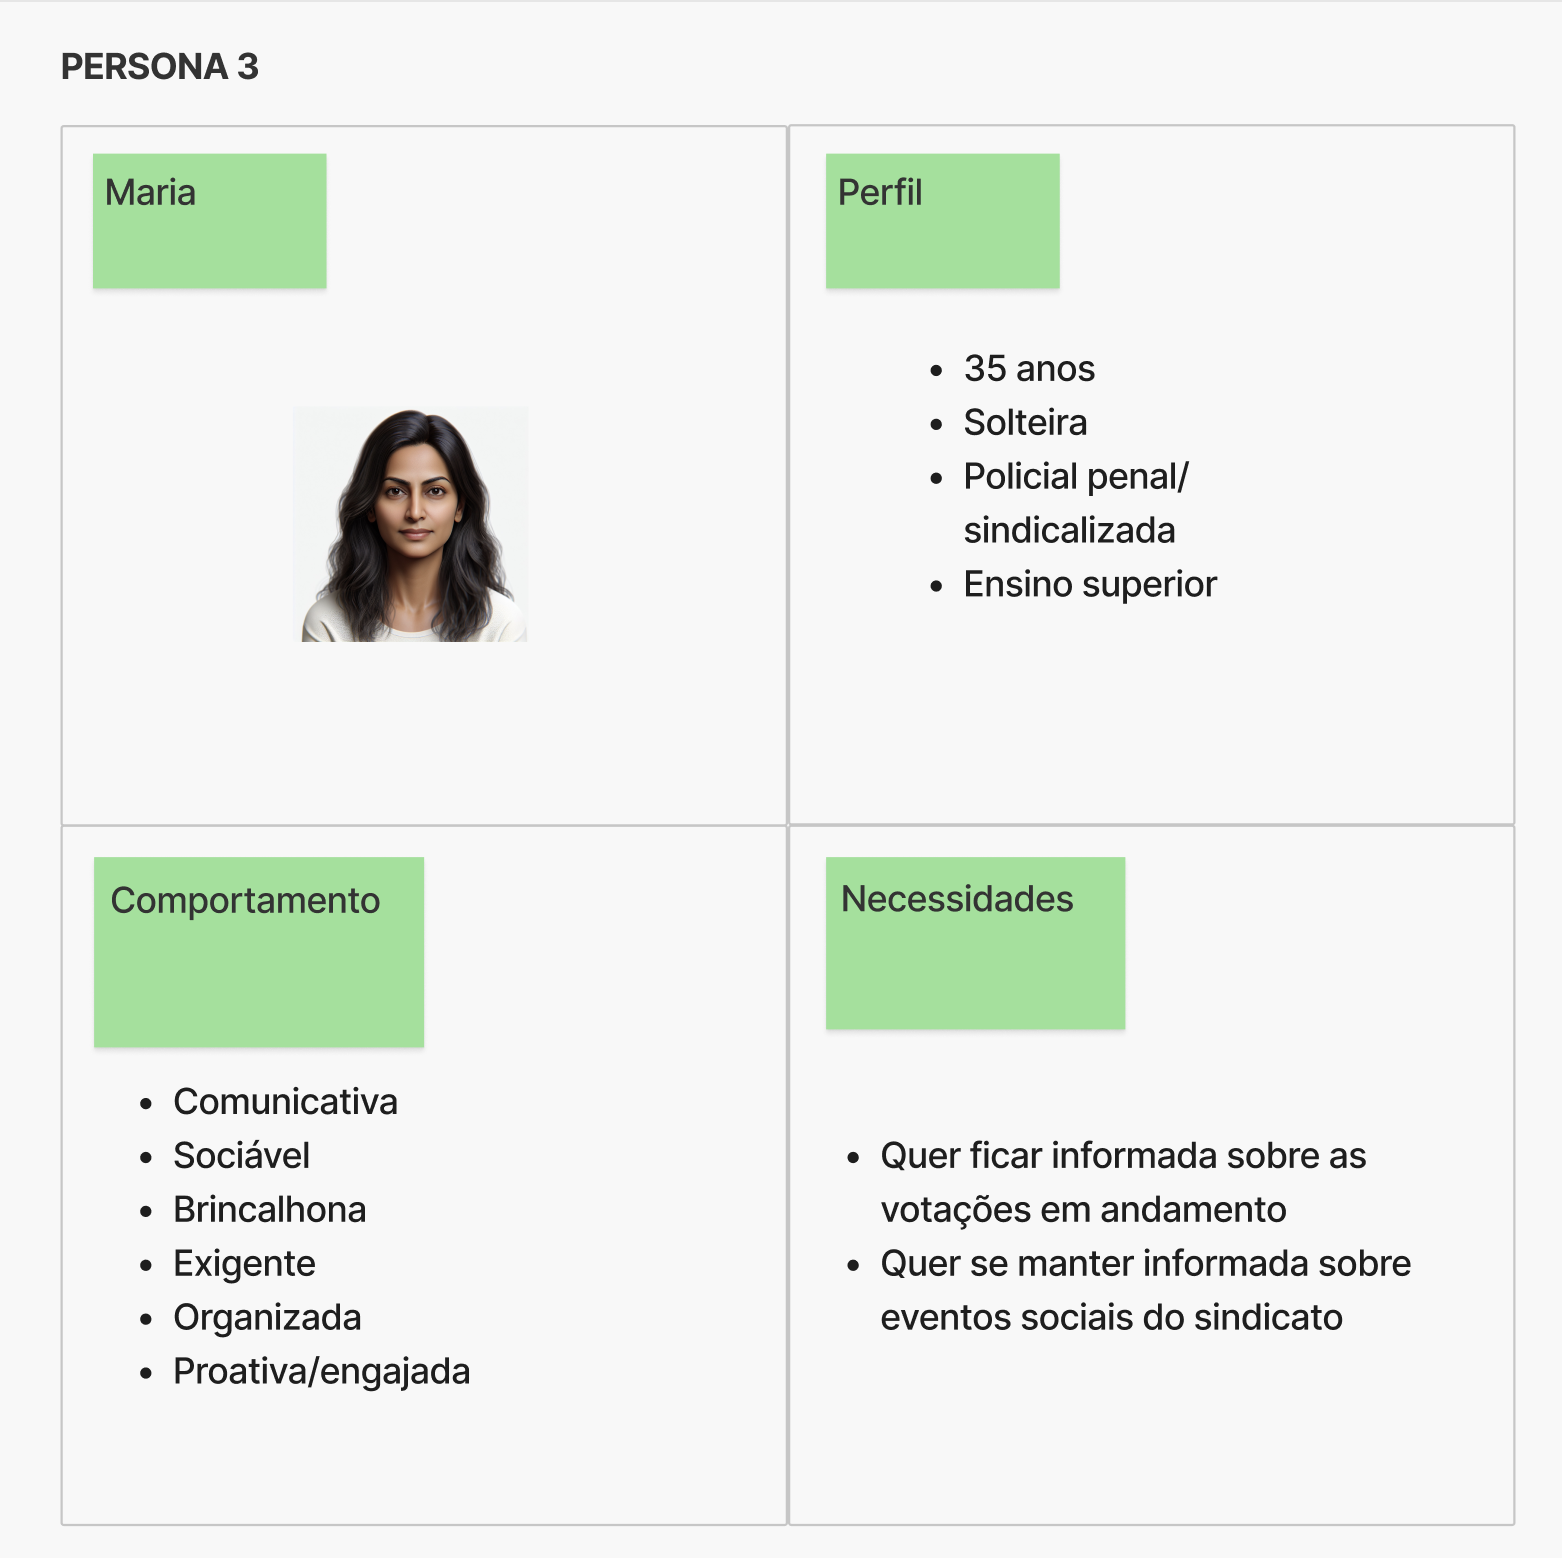 PERSONA 3
Maria
Perfil
• 35 anos
• Solteira
• Policial penal/
sindicalizada
• Ensino superior
Comportamento
• Comunicativa
• Sociável
• Brincalhona
• Exigente
• Organizada
• Proativa/engajada
Necessidades
• Quer ficar informada sobre as
votações em andamento
• Quer se manter informada sobre
eventos sociais do sindicato